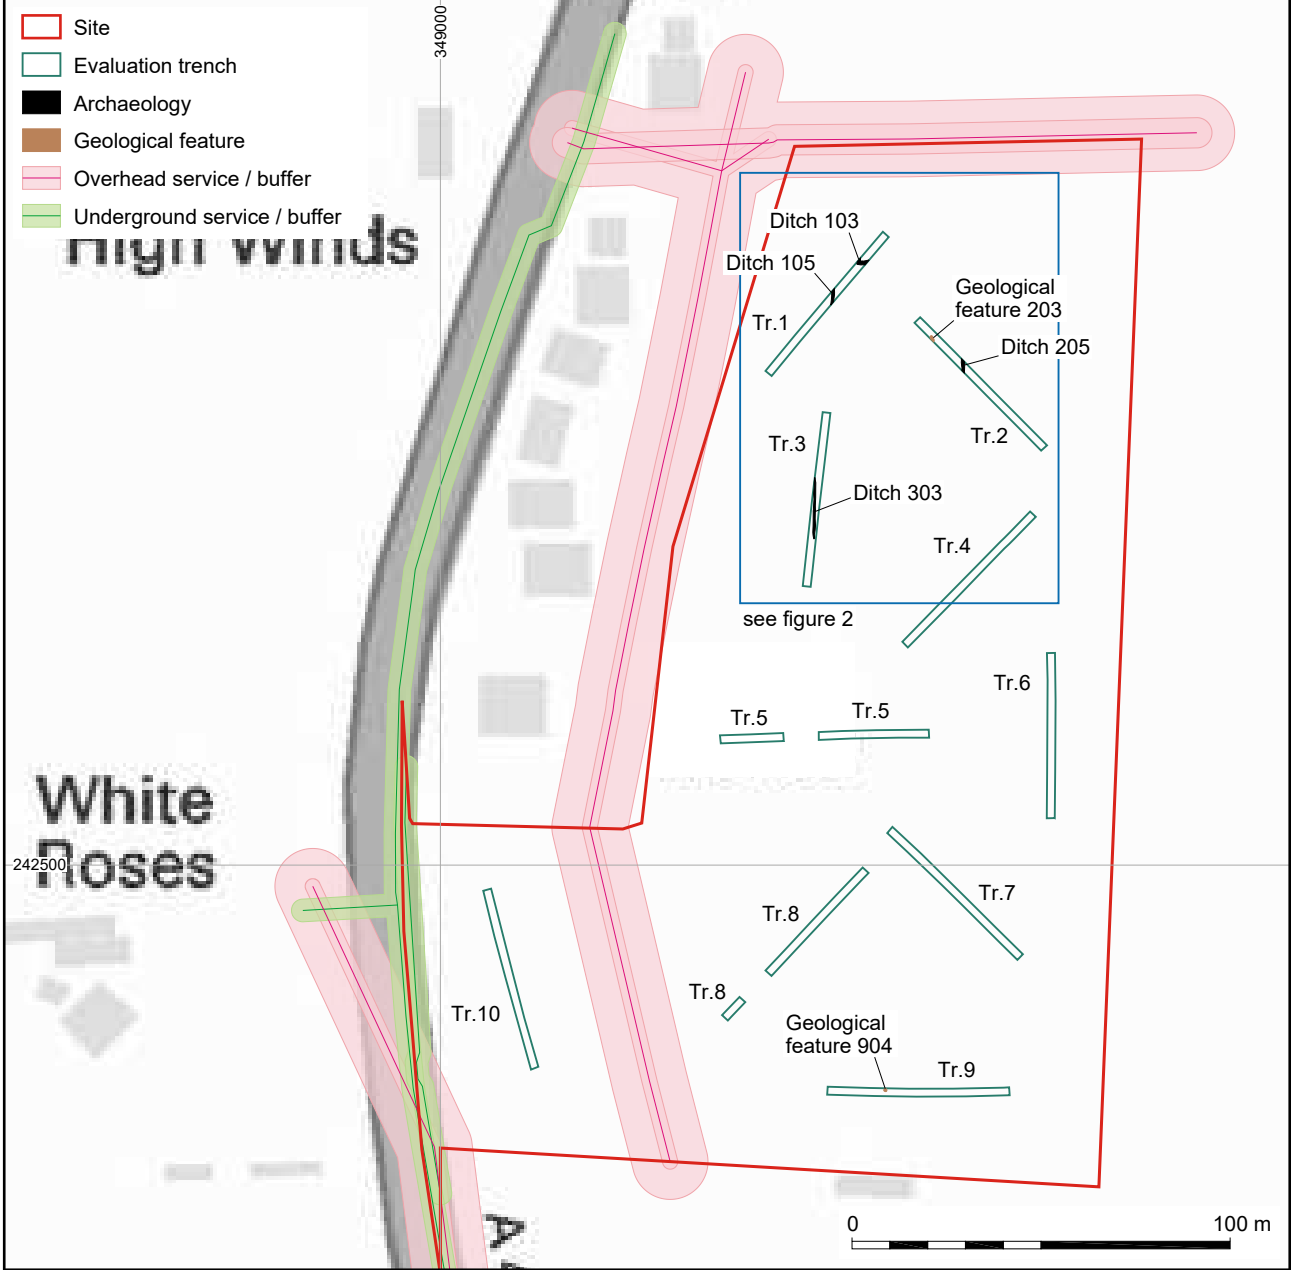 Site
Evaluation trench
Archaeology
Geological feature
Overhead service / buffer
Underground service / buffer
349000
High Winds
Ditch 103
Ditch 105
Tr.1
Geological
feature 203
Ditch 205
Tr.2
Tr.3
Ditch 303
Tr.4
see figure 2
Tr.6
Tr.5
Tr.5
White
Roses
242500
Tr.7
Tr.8
Tr.8
Tr.10
Geological
feature 904
Tr.9
A
0
100 m